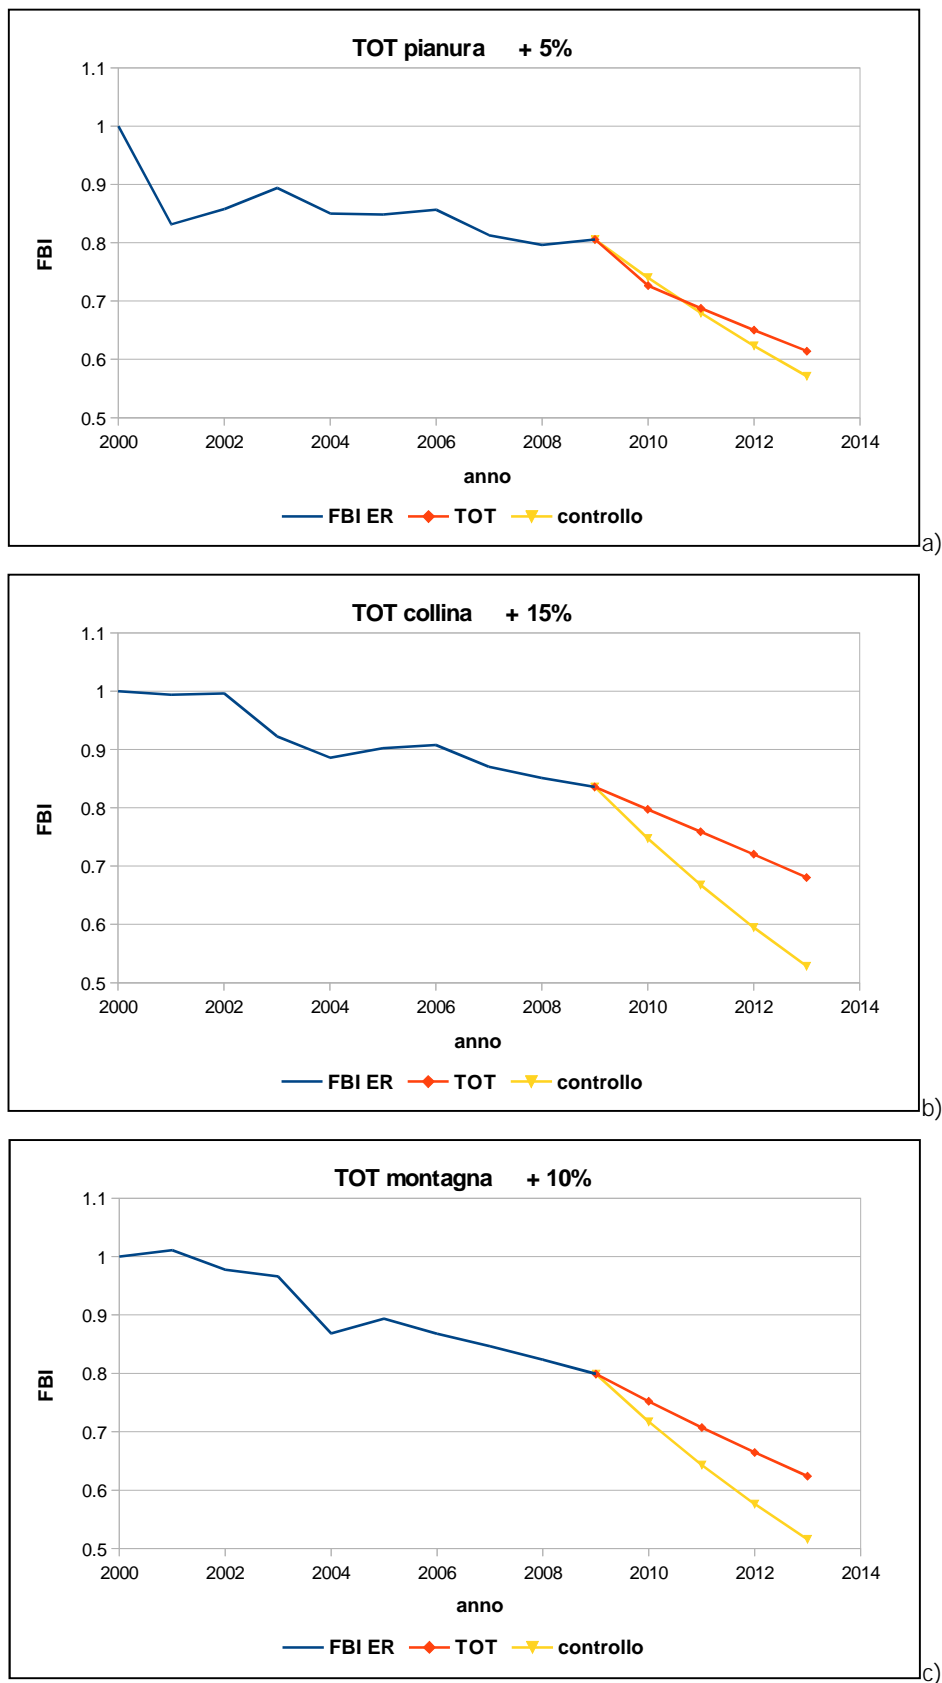 TOT pianura + 5%
1.1
1
0.9
0.8
0.7
0.6
0.5
FBI
2000 2002 2004 2006 2008 2010 2012 2014
anno
FBI ER TOT controllo
a)
TOT collina + 15%
1.1
1
0.9
0.8
0.7
0.6
0.5
FBI
2000 2002 2004 2006 2008 2010 2012 2014
anno
FBI ER TOT controllo
b)
TOT montagna + 10%
1.1
1
0.9
0.8
0.7
0.6
0.5
FBI
2000 2002 2004 2006 2008 2010 2012 2014
anno
FBI ER TOT controllo
c)